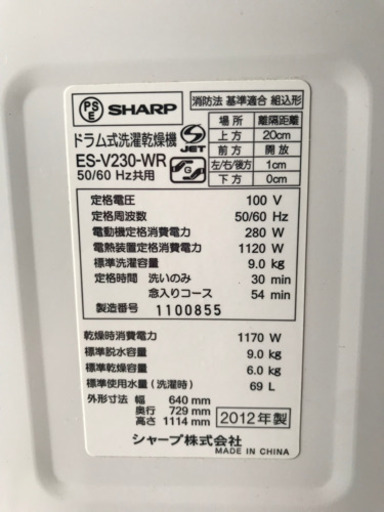 PSE SHARP
ドラム式洗濯乾燥機
ES-V230-WR
50/60 Hz共用
JET
G
消防法 基準適合 組込形
場所 離隔距離
上方 20cm
前方 開放
左/右/後方 1cm
下方 0cm
定格電圧 100 V
定格周波数 50/60 Hz
電動機定格消費電力 280 W
電熱装置定格消費電力 1120 W
標準洗濯容量 9.0 kg
定格時間 洗いのみ 30 min
念入りコース 54 min
製造番号 1100855
乾燥時消費電力 1170 W
標準脱水容量 9.0 kg
標準乾燥容量 6.0 kg
標準使用水量(洗濯時) 69 L
外形寸法 幅 640 mm
奥行 729 mm
高さ 1114 mm
2012年製
シャープ株式会社
MADE IN CHINA